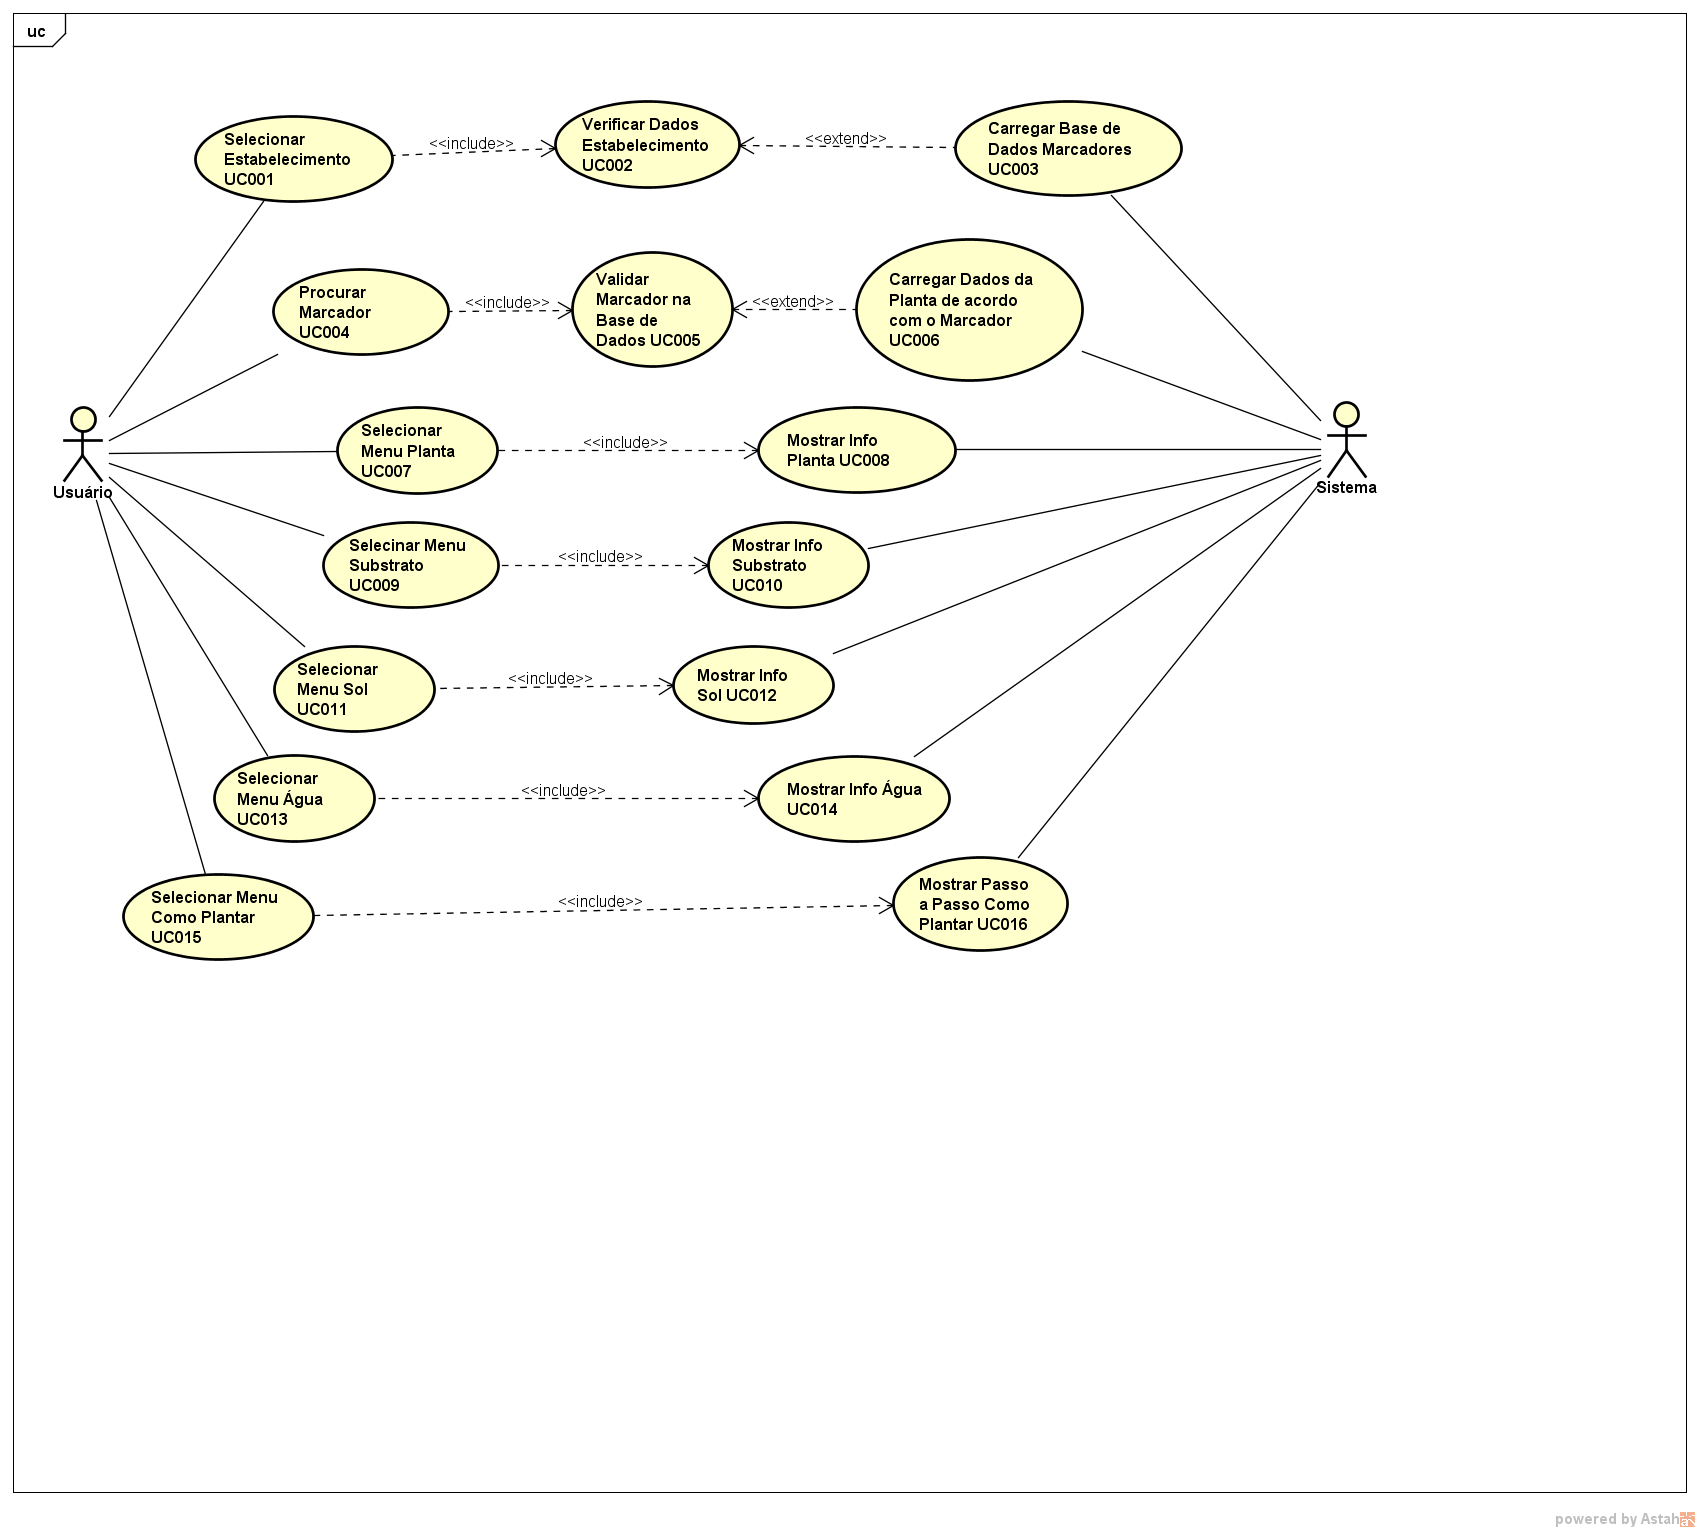 uc
Selecionar
Estabelecimento
UC001
<<include>>
Verificar Dados
Estabelecimento
UC002
<<extend>>
Carregar Base de
Dados Marcadores
UC003
Procurar
Marcador
UC004
<<include>>
Validar
Marcador na
Base de
Dados UC005
<<extend>>
Carregar Dados da
Planta de acordo
com o Marcador
UC006
Usuário
Sistema
Selecionar
Menu Planta
UC007
<<include>>
Mostrar Info
Planta UC008
Selecinar Menu
Substrato
UC009
<<include>>
Mostrar Info
Substrato
UC010
Selecionar
Menu Sol
UC011
<<include>>
Mostrar Info
Sol UC012
Selecionar
Menu Água
UC013
<<include>>
Mostrar Info Água
UC014
Selecionar Menu
Como Plantar
UC015
<<include>>
Mostrar Passo
a Passo Como
Plantar UC016
powered by Astah